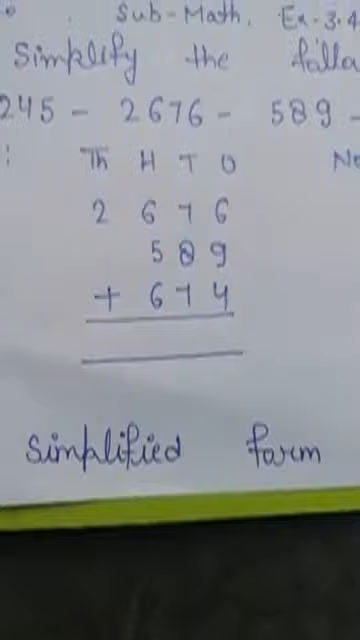 Sub-Math, Ex-3.4
Simplify the
245 - 2676 - 589 -
: Th H T O
2 6 7 6
5 8 9
+ 6 7 4
Simplified form